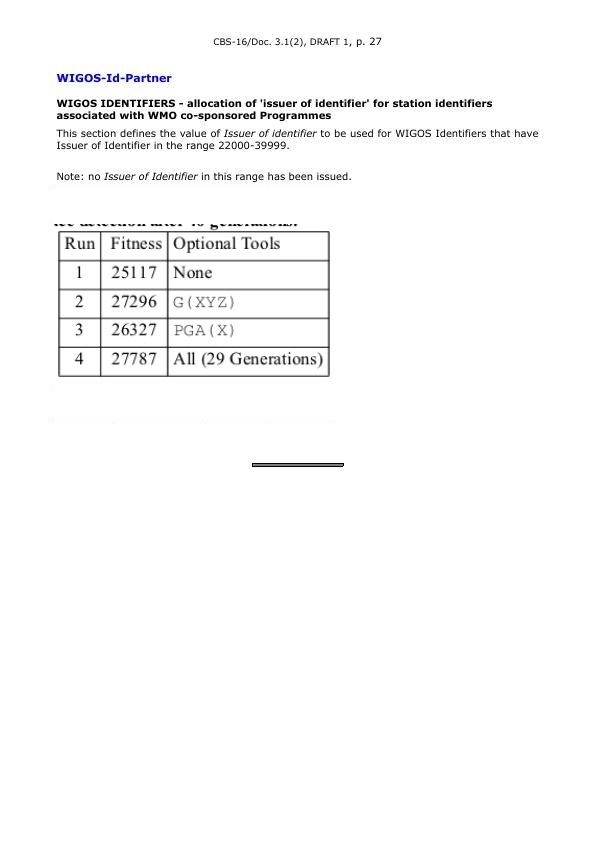 CBS-16/Doc. 3.1(2), DRAFT 1, p. 27
WIGOS-Id-Partner
WIGOS IDENTIFIERS - allocation of 'issuer of identifier' for station identifiers
associated with WMO co-sponsored Programmes
This section defines the value of Issuer of identifier to be used for WIGOS Identifiers that have
Issuer of Identifier in the range 22000-39999.
Note: no Issuer of Identifier in this range has been issued.
detection after 40 generations.
Run Fitness Optional Tools
1 25117 None
2 27296 G(XYZ)
3 26327 PGA(X)
4 27787 All (29 Generations)